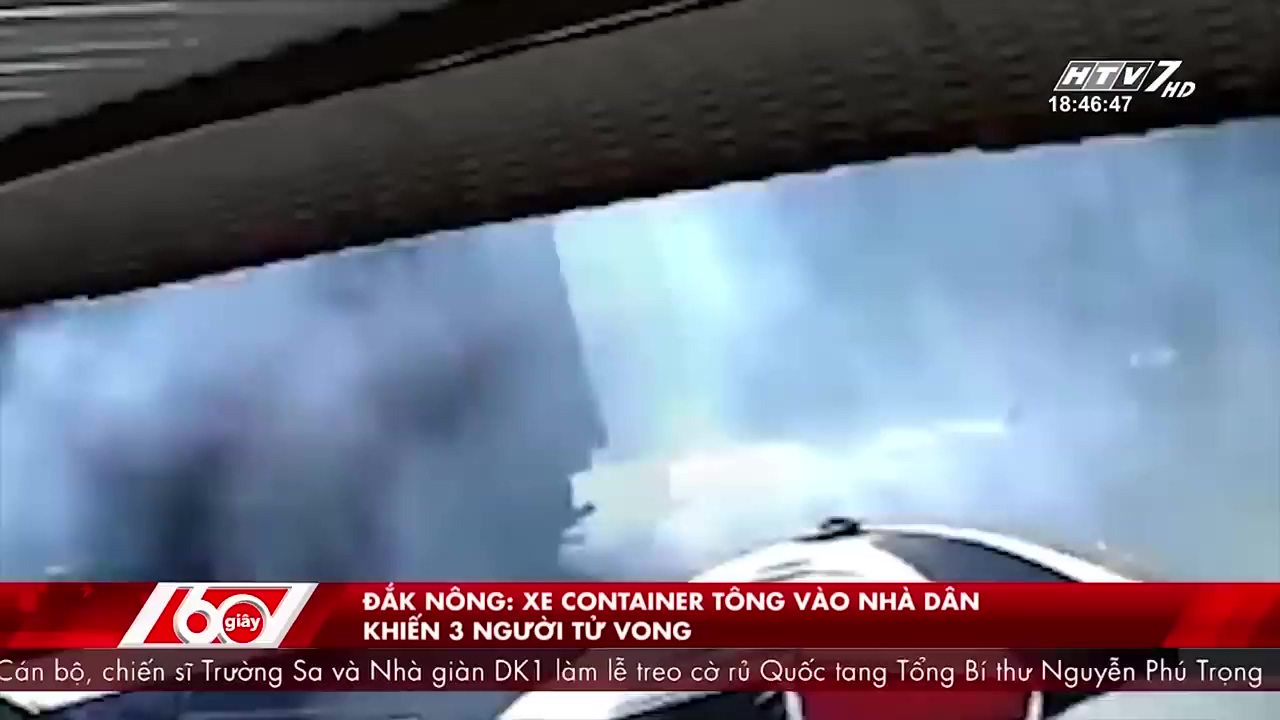 HTV7 HD
18:46:47
60 giây
ĐẮK NÔNG: XE CONTAINER TÔNG VÀO NHÀ DÂN
KHIẾN 3 NGƯỜI TỬ VONG
Cán bộ, chiến sĩ Trường Sa và Nhà giàn DK1 làm lễ treo cờ rủ Quốc tang Tổng Bí thư Nguyễn Phú Trọng